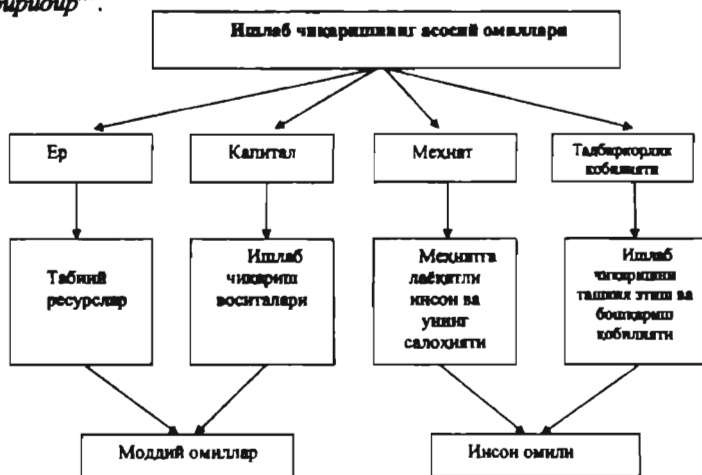 Ишлаб чиқаришнинг асосий омиллари
Ер
Капитал
Меҳнат
Тадбиркорлик
қобилияти
Табиий
ресурслар
Ишлаб
чиқариш
воситалари
Меҳнатга
лаёқатли
инсон ва
унинг
салоҳияти
Ишлаб
чиқаришни
ташкил этиш ва
бошқариш
қобилияти
Моддий омиллар
Инсон омили